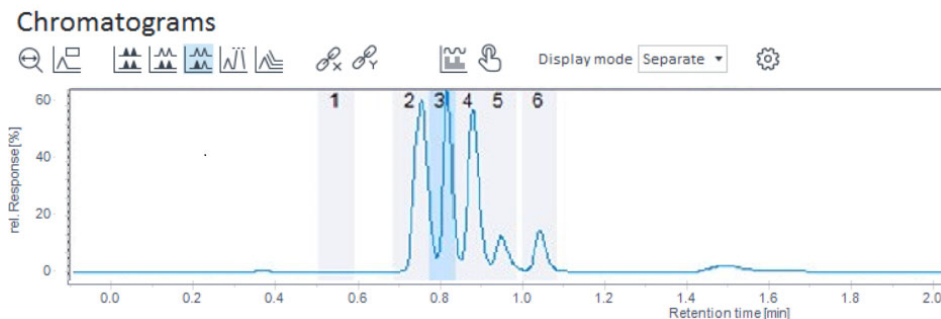 Chromatograms
X Y Display mode Separate
1 2 3 4 5 6
60
40
20
0
rel. Response [%]
0.0 0.2 0.4 0.6 0.8 1.0 1.2 1.4 1.6 1.8 2.0
Retention time [min]